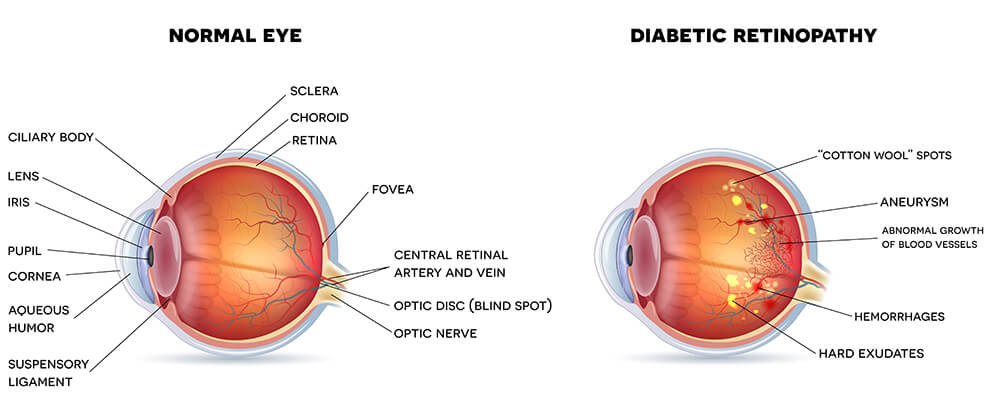 NORMAL EYE
SCLERA
CHOROID
RETINA
CILIARY BODY
LENS
IRIS
PUPIL
CORNEA
AQUEOUS
HUMOR
SUSPENSORY
LIGAMENT
FOVEA
CENTRAL RETINAL
ARTERY AND VEIN
OPTIC DISC (BLIND SPOT)
OPTIC NERVE
DIABETIC RETINOPATHY
“COTTON WOOL” SPOTS
ANEURYSM
ABNORMAL GROWTH
OF BLOOD VESSELS
HEMORRHAGES
HARD EXUDATES